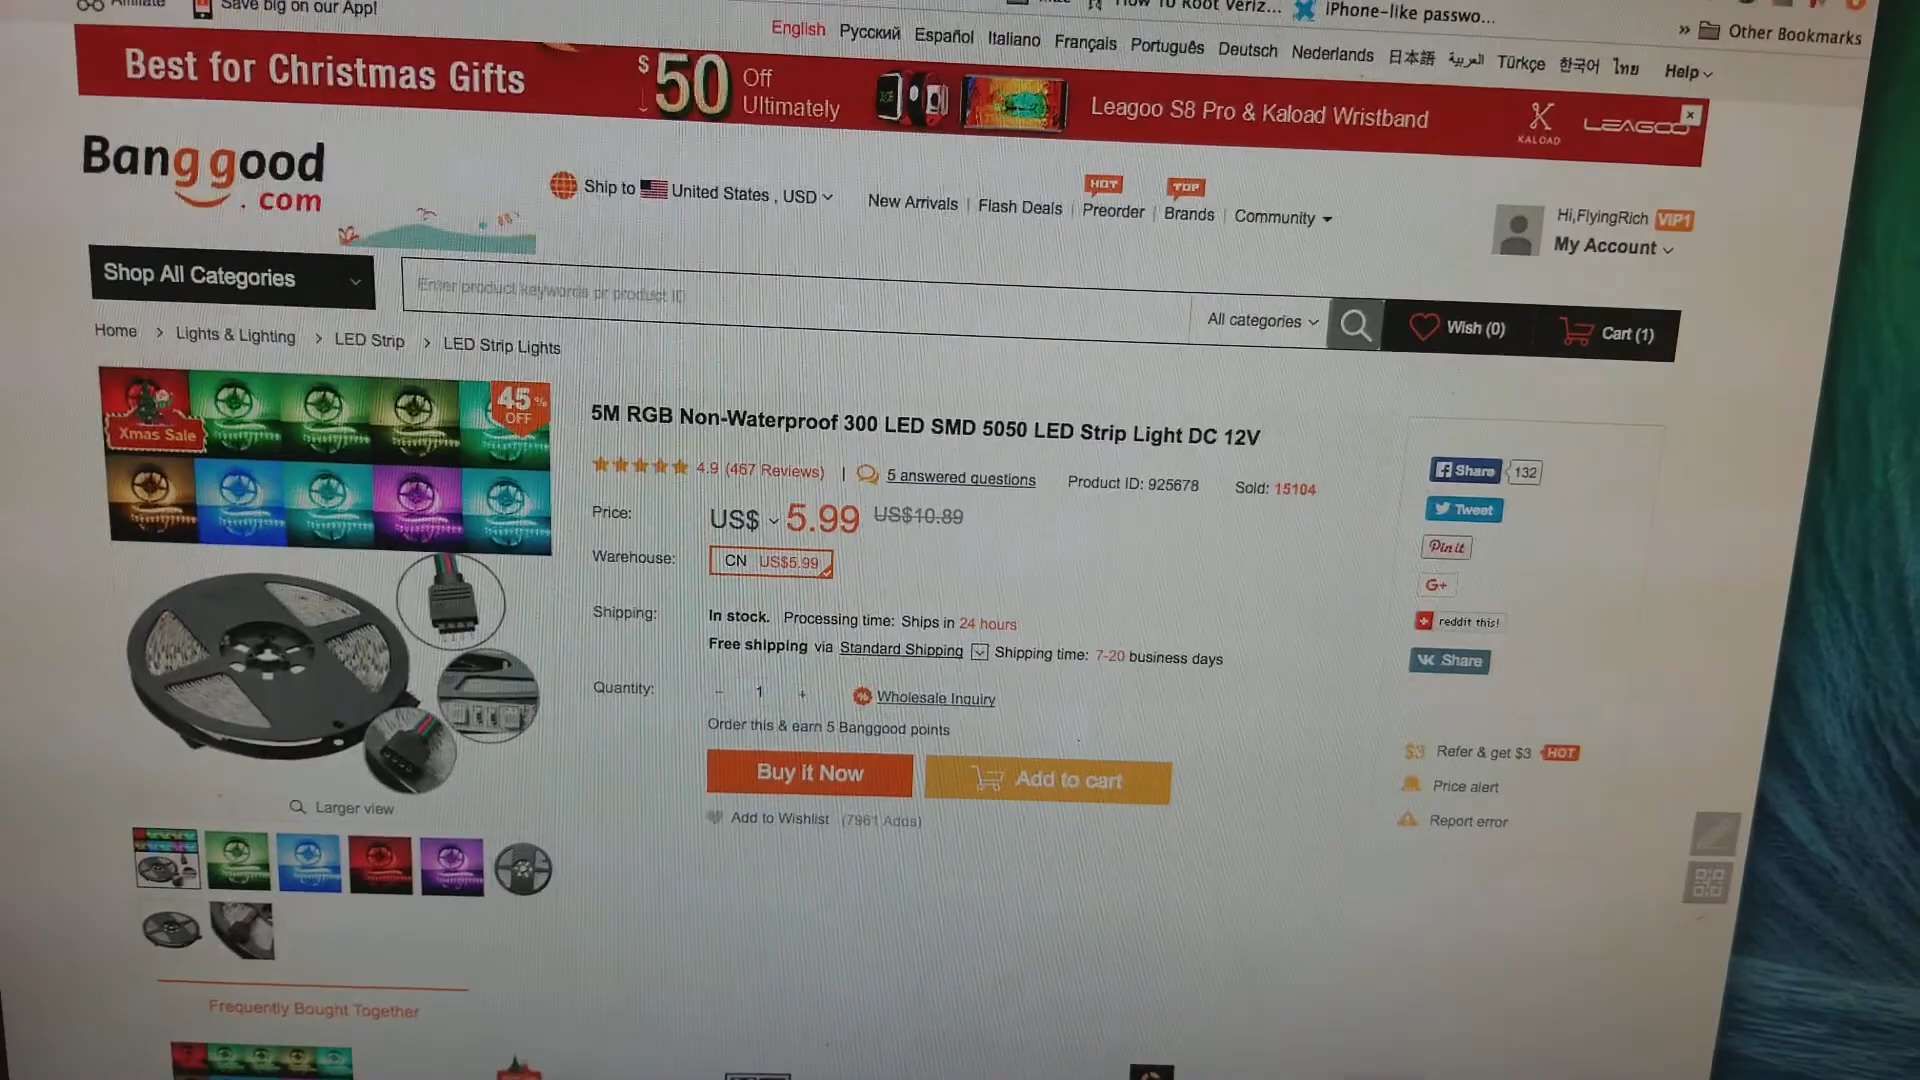 Save big on our App!
iPhone-like passwo...
» Other Bookmarks
English Русский Español Italiano Français Português Deutsch Nederlands 日本語 العربية Türkçe 한국어 ไทย Help
Best for Christmas Gifts
$50 Off Ultimately
Leagoo S8 Pro & Kaload Wristband
KALOAD
LEAGOO
Banggood.com
Ship to United States , USD
New Arrivals | Flash Deals | Preorder | Brands | Community
HOT
TOP
Hi,FlyingRich VIP1
My Account
Shop All Categories
Enter product keywords or product ID
All categories
Wish (0)
Cart (1)
Home > Lights & Lighting > LED Strip > LED Strip Lights
Xmas Sale
45% OFF
5M RGB Non-Waterproof 300 LED SMD 5050 LED Strip Light DC 12V
4.9 (467 Reviews) | 5 answered questions Product ID: 925678 Sold: 15104
Price: US$ 5.99 US$10.89
Warehouse: CN US$5.99
Shipping: In stock. Processing time: Ships in 24 hours
Free shipping via Standard Shipping Shipping time: 7-20 business days
Quantity: - 1 + Wholesale Inquiry
Order this & earn 5 Banggood points
Buy it Now
Add to cart
Add to Wishlist (7961 Adds)
Share 132
Tweet
Pin it
G+
reddit this!
Share
$3 Refer & get $3 HOT
Price alert
Report error
Larger view
Frequently Bought Together